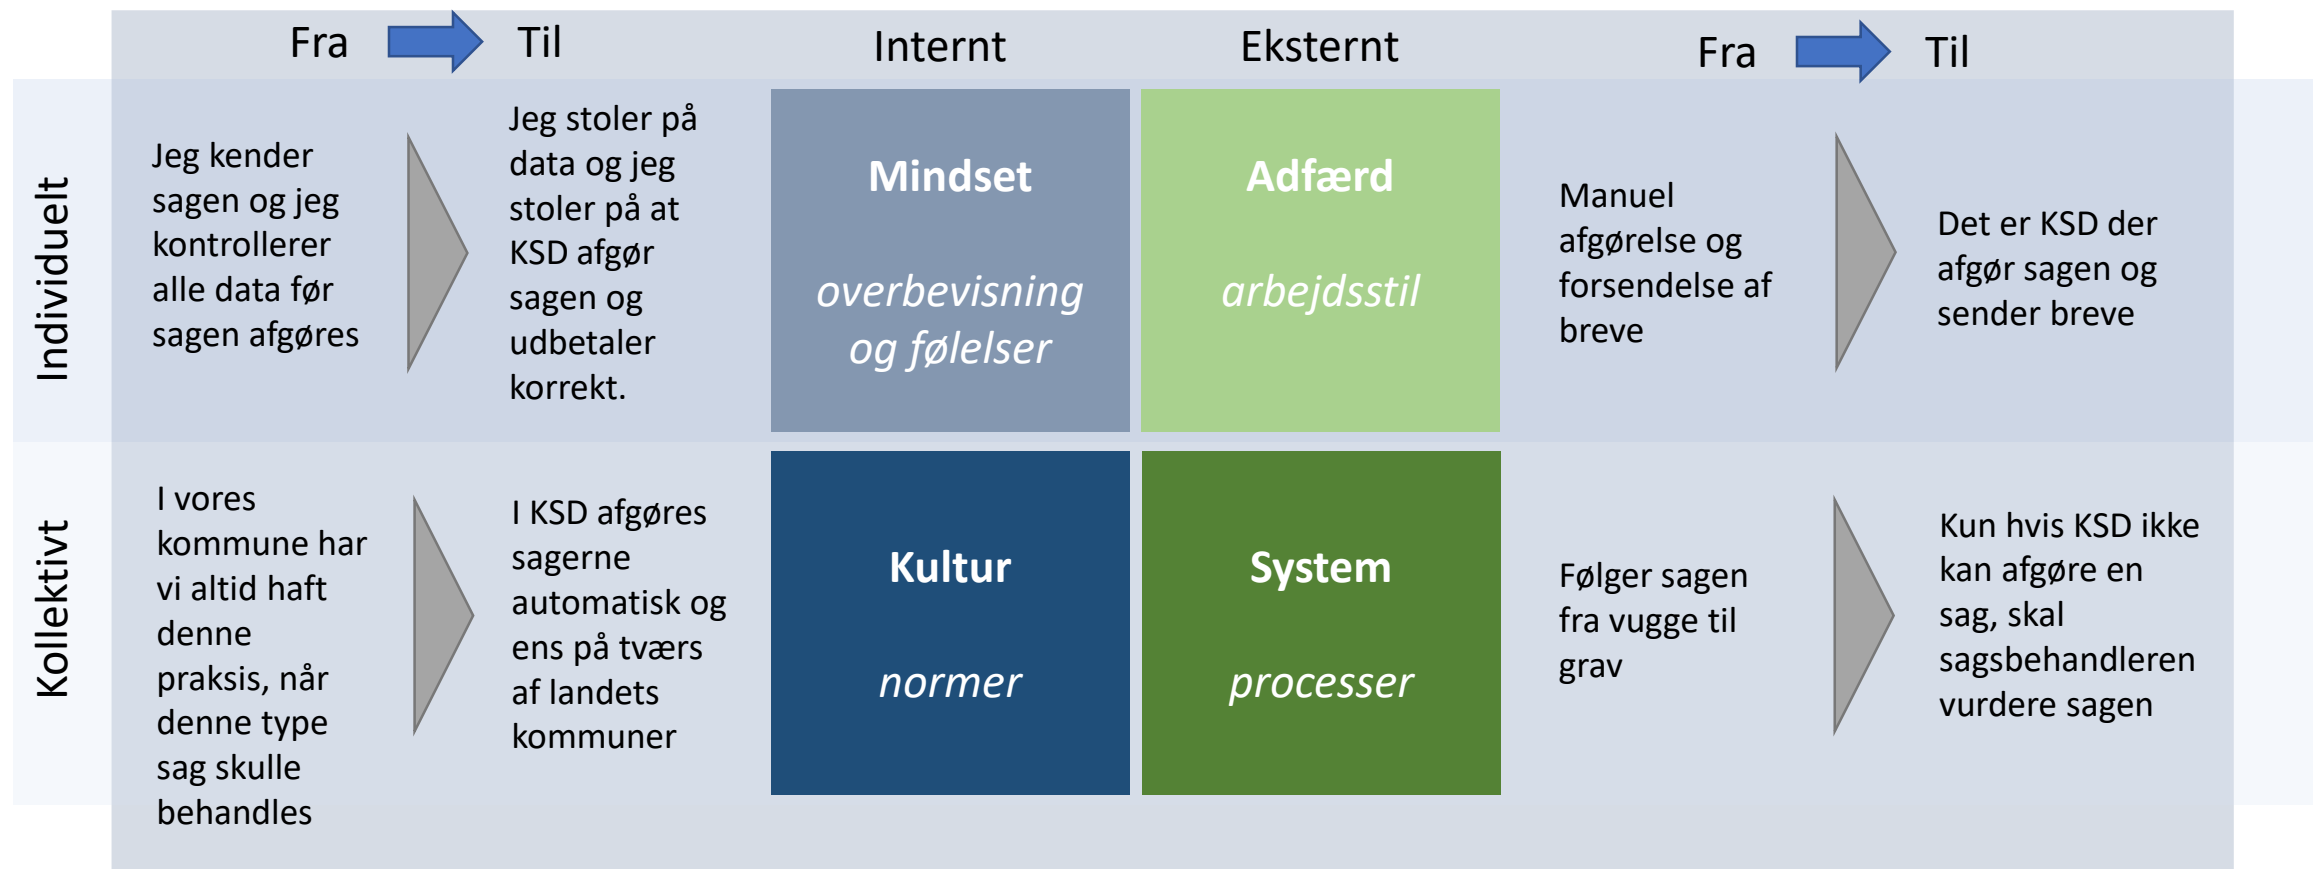 Fra
Til
Internt
Eksternt
Fra
Til
Individuelt
Jeg kender
sagen og jeg
kontrollerer
alle data før
sagen afgøres
Jeg stoler på
data og jeg
stoler på at
KSD afgør
sagen og
udbetaler
korrekt.
Mindset
overbevisning
og følelser
Adfærd
arbejdsstil
Manuel
afgørelse og
forsendelse af
breve
Det er KSD der
afgør sagen og
sender breve
Kollektivt
I vores
kommune har
vi altid haft
denne
praksis, når
denne type
sag skulle
behandles
I KSD afgøres
sagerne
automatisk og
ens på tværs
af landets
kommuner
Kultur
normer
System
processer
Følger sagen
fra vugge til
grav
Kun hvis KSD ikke
kan afgøre en
sag, skal
sagsbehandleren
vurdere sagen